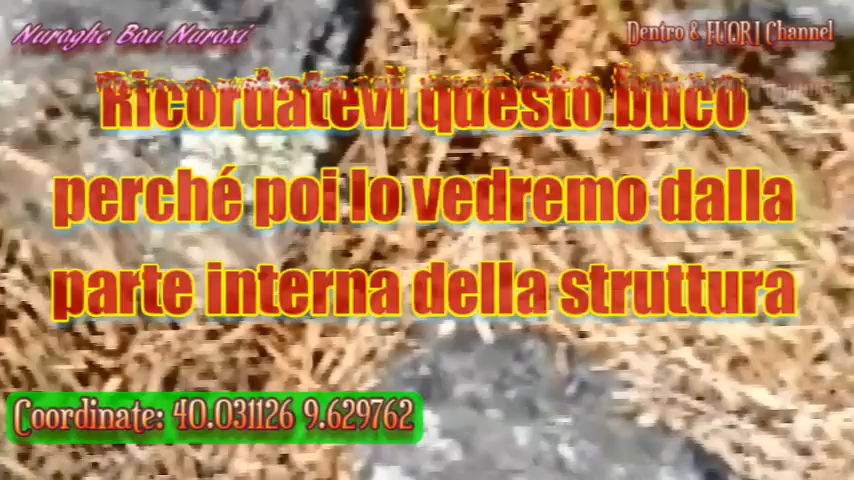 Nuraghe Bau Nuraxi
Dentro & FUORI Channel
Ricordatevi questo buco
perché poi lo vedremo dalla
parte interna della struttura
Coordinate: 40.031126 9.629762